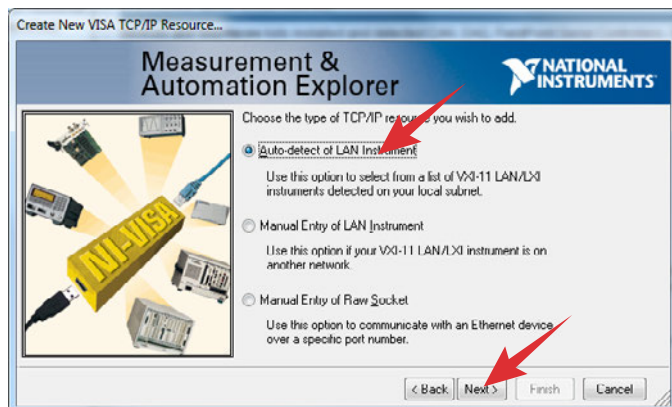 Create New VISA TCP/IP Resource...
Measurement &
Automation Explorer
NATIONAL
INSTRUMENTS
Choose the type of TCP/IP resource you wish to add.
Auto-detect of LAN Instrument
Use this option to select from a list of VXI-11 LAN/LXI
instruments detected on your local subnet.
Manual Entry of LAN Instrument
Use this option if your VXI-11 LAN/LXI instrument is on
another network.
Manual Entry of Raw Socket
Use this option to communicate with an Ethernet device
over a specific port number.
NI-VISA
< Back Next > Finish Cancel